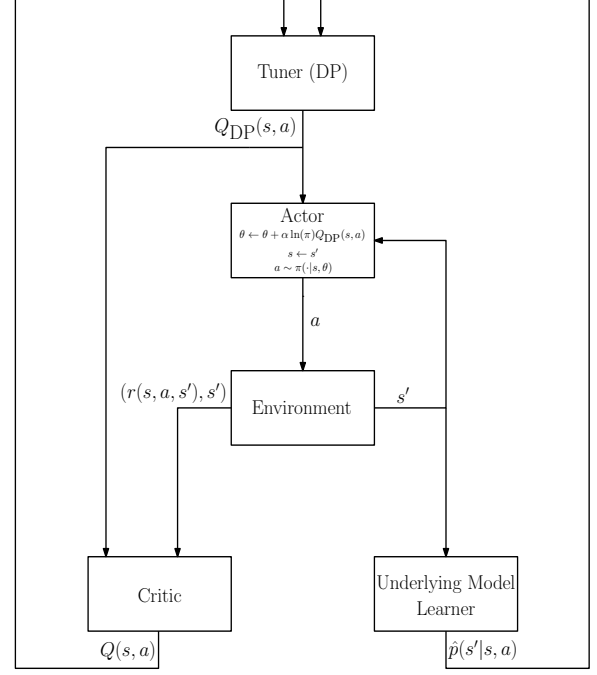 Tuner (DP)
Q_DP(s, a)
Actor
θ ← θ + α ln(π)Q_DP(s, a)
s ← s′
a ∼ π(·|s, θ)
a
(r(s, a, s′), s′)
Environment
s′
Critic
Underlying Model
Learner
Q(s, a)
p̂(s′|s, a)